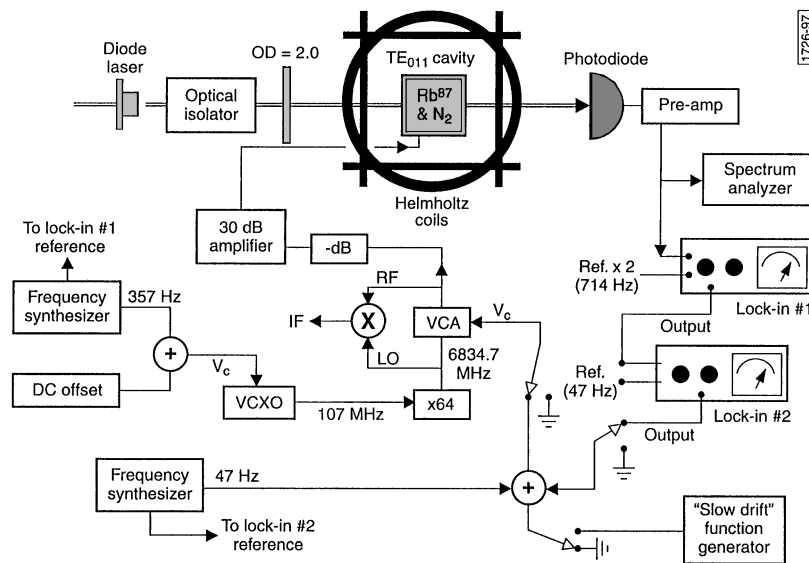 1726-97
Diode
laser
OD = 2.0
TE011 cavity
Photodiode
Optical
isolator
Rb87
& N2
Pre-amp
Spectrum
analyzer
Helmholtz
coils
To lock-in #1
reference
30 dB
amplifier
-dB
RF
Ref. x 2
(714 Hz)
Lock-in #1
Frequency
synthesizer
357 Hz
IF
X
VCA
Vc
Output
+
Vc
LO
6834.7
MHz
Ref.
(47 Hz)
DC offset
VCXO
107 MHz
x64
Lock-in #2
Output
Frequency
synthesizer
47 Hz
+
To lock-in #2
reference
"Slow drift"
function
generator